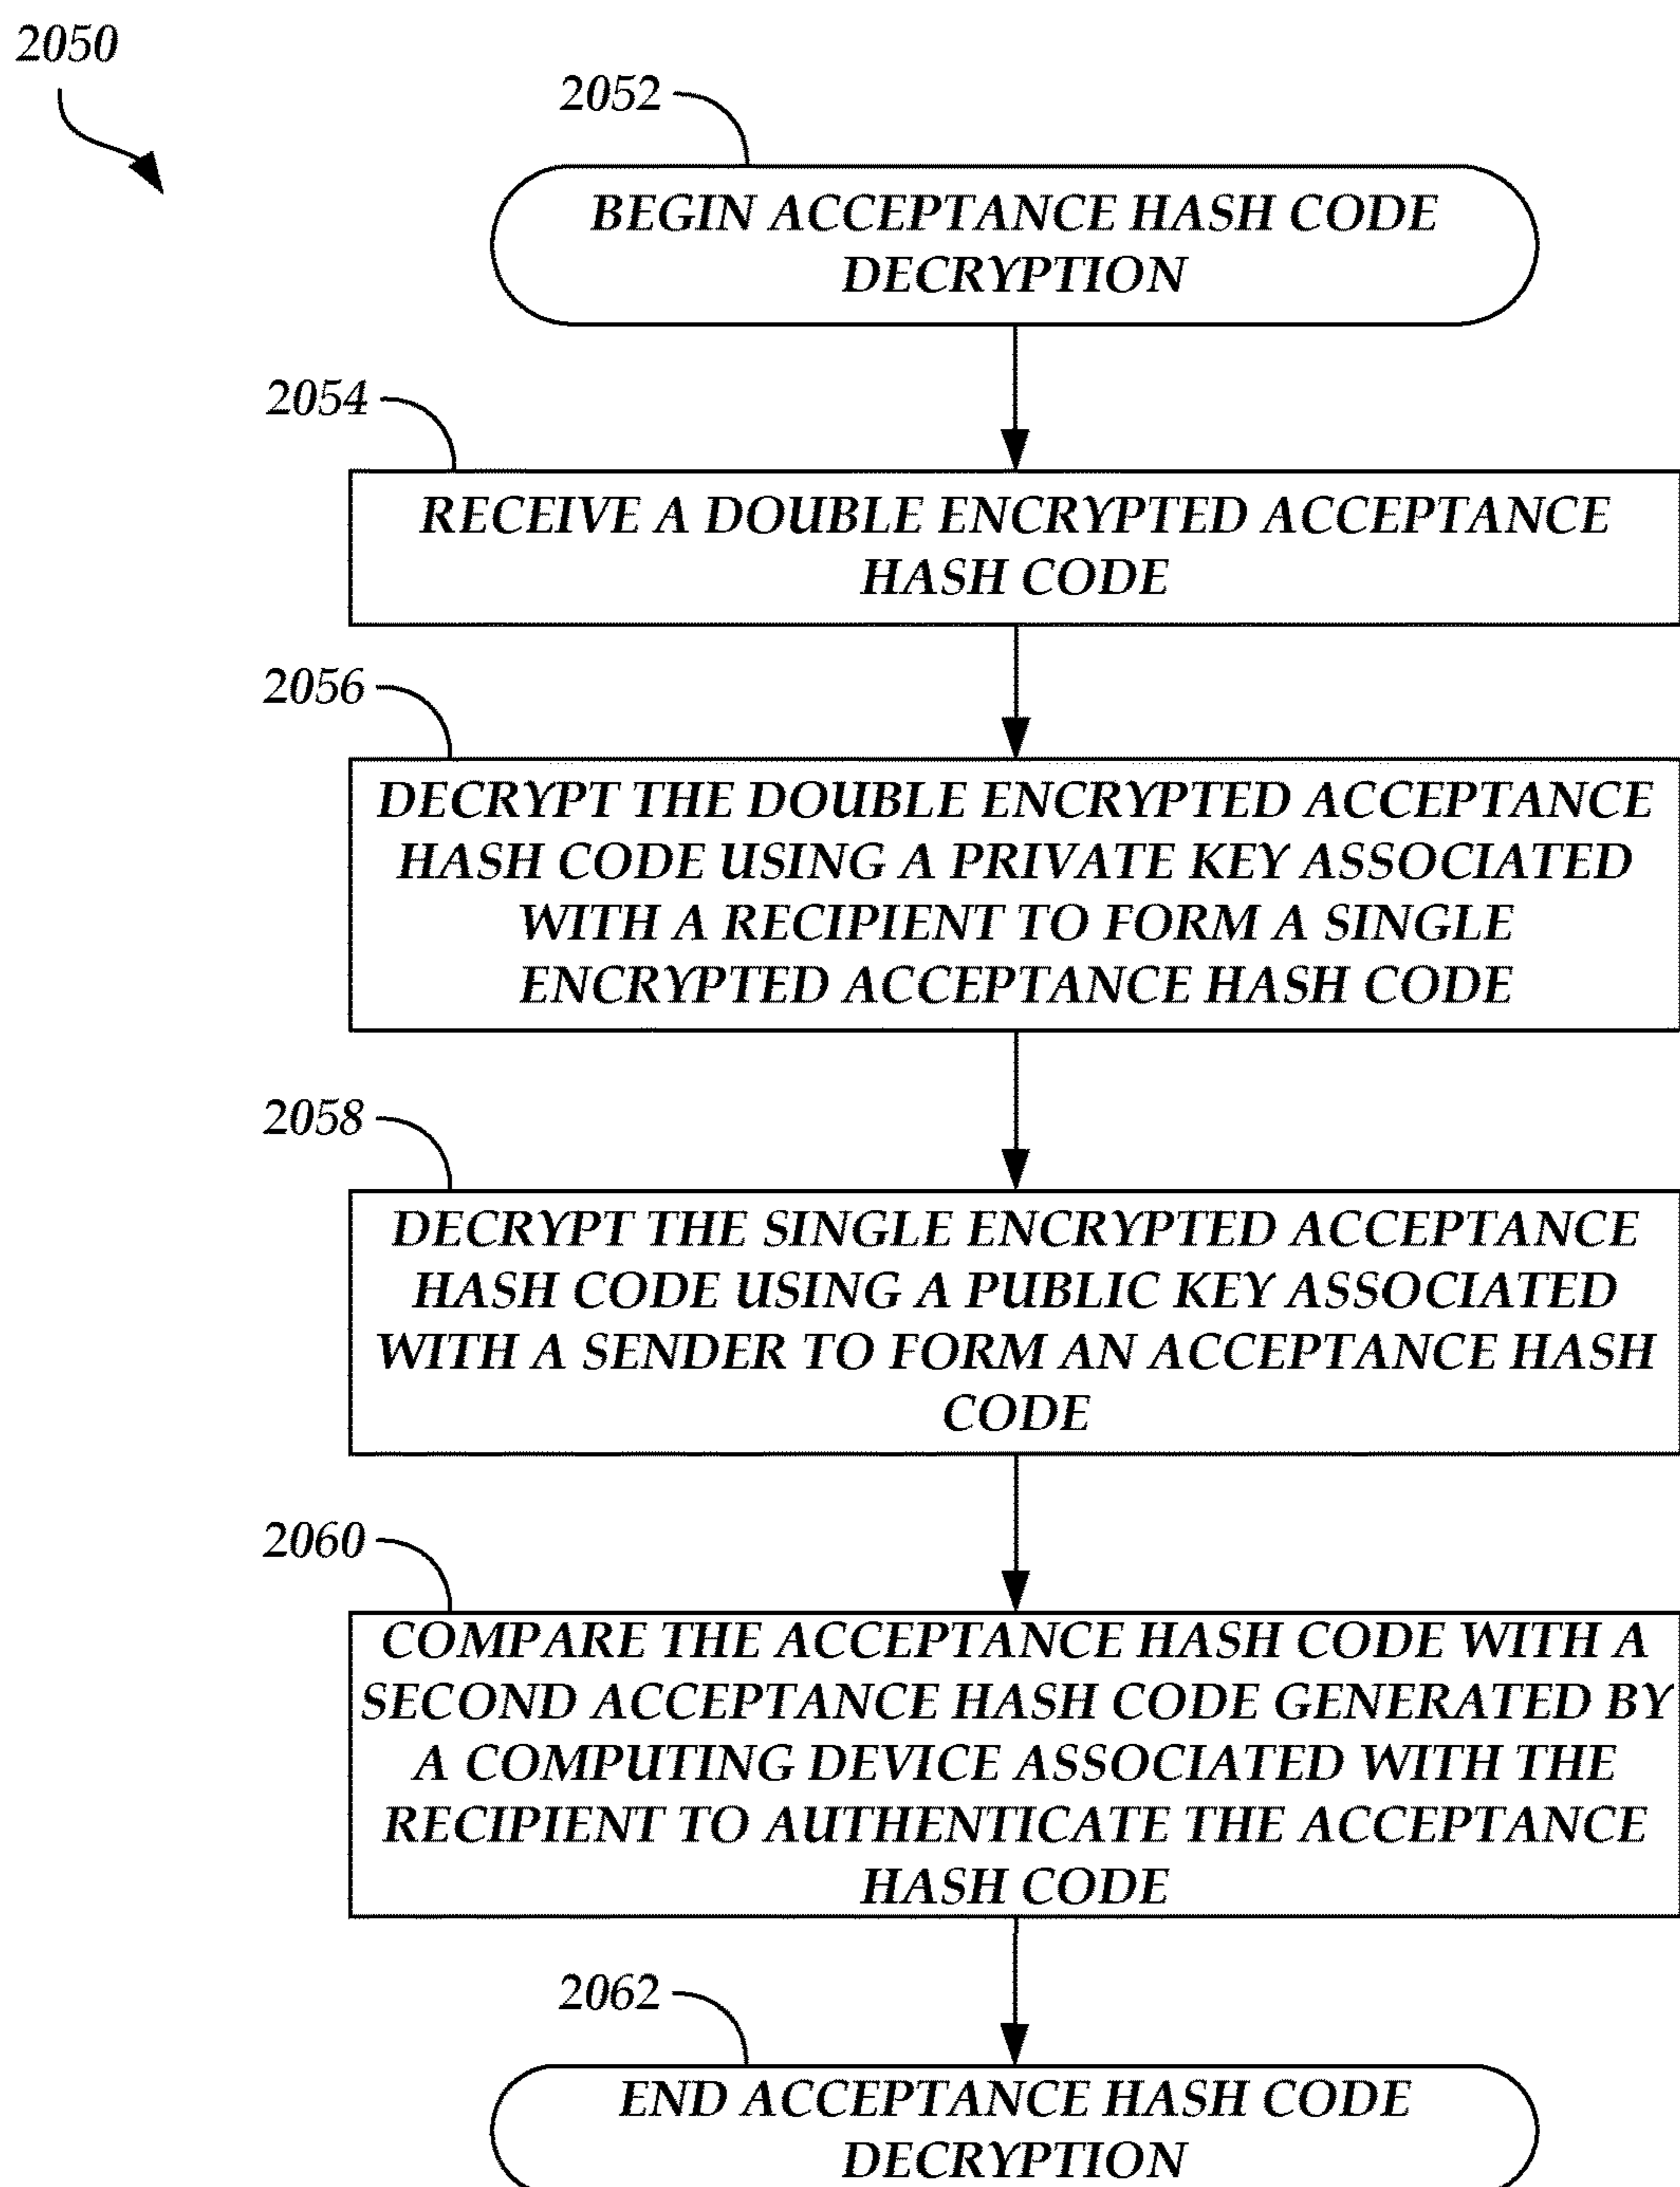 2050
2052
BEGIN ACCEPTANCE HASH CODE
DECRYPTION
2054
RECEIVE A DOUBLE ENCRYPTED ACCEPTANCE
HASH CODE
2056
DECRYPT THE DOUBLE ENCRYPTED ACCEPTANCE
HASH CODE USING A PRIVATE KEY ASSOCIATED
WITH A RECIPIENT TO FORM A SINGLE
ENCRYPTED ACCEPTANCE HASH CODE
2058
DECRYPT THE SINGLE ENCRYPTED ACCEPTANCE
HASH CODE USING A PUBLIC KEY ASSOCIATED
WITH A SENDER TO FORM AN ACCEPTANCE HASH
CODE
2060
COMPARE THE ACCEPTANCE HASH CODE WITH A
SECOND ACCEPTANCE HASH CODE GENERATED BY
A COMPUTING DEVICE ASSOCIATED WITH THE
RECIPIENT TO AUTHENTICATE THE ACCEPTANCE
HASH CODE
2062
END ACCEPTANCE HASH CODE
DECRYPTION